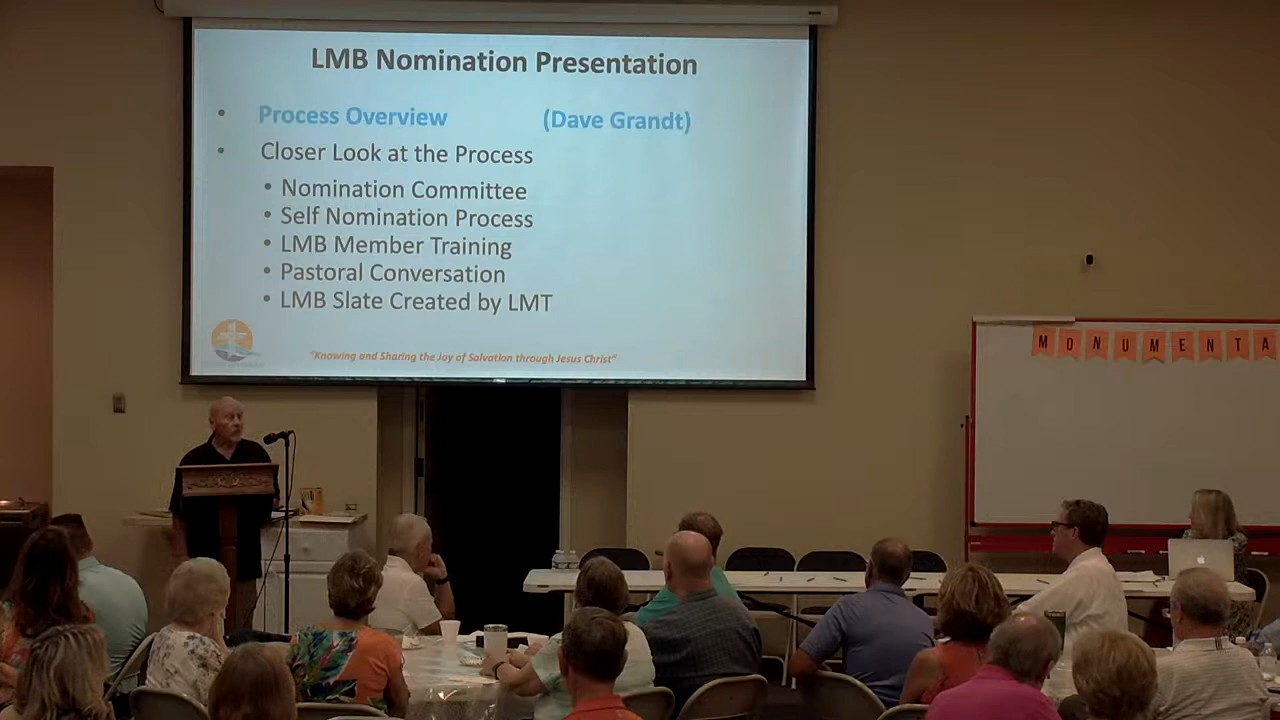 LMB Nomination Presentation
• Process Overview (Dave Grandt)
• Closer Look at the Process
• Nomination Committee
• Self Nomination Process
• LMB Member Training
• Pastoral Conversation
• LMB Slate Created by LMT
"Knowing and Sharing the Joy of Salvation through Jesus Christ"
MONUMENTA